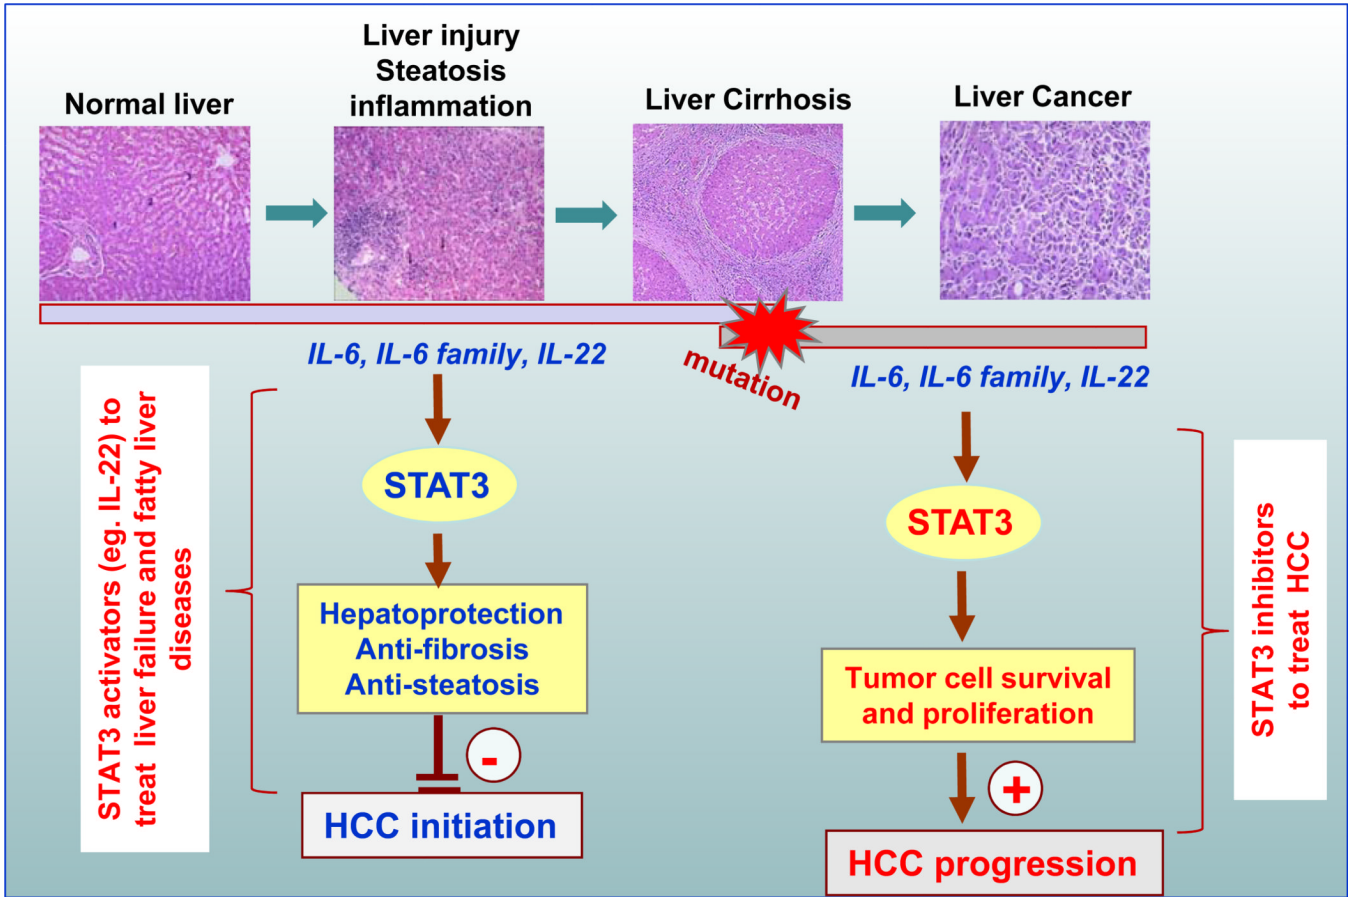 Normal liver
Liver injury
Steatosis
inflammation
Liver Cirrhosis
Liver Cancer
mutation
IL-6, IL-6 family, IL-22
STAT3
Hepatoprotection
Anti-fibrosis
Anti-steatosis
-
HCC initiation
STAT3 activators (eg. IL-22) to
treat liver failure and fatty liver
diseases
IL-6, IL-6 family, IL-22
STAT3
Tumor cell survival
and proliferation
+
HCC progression
STAT3 inhibitors
to treat HCC